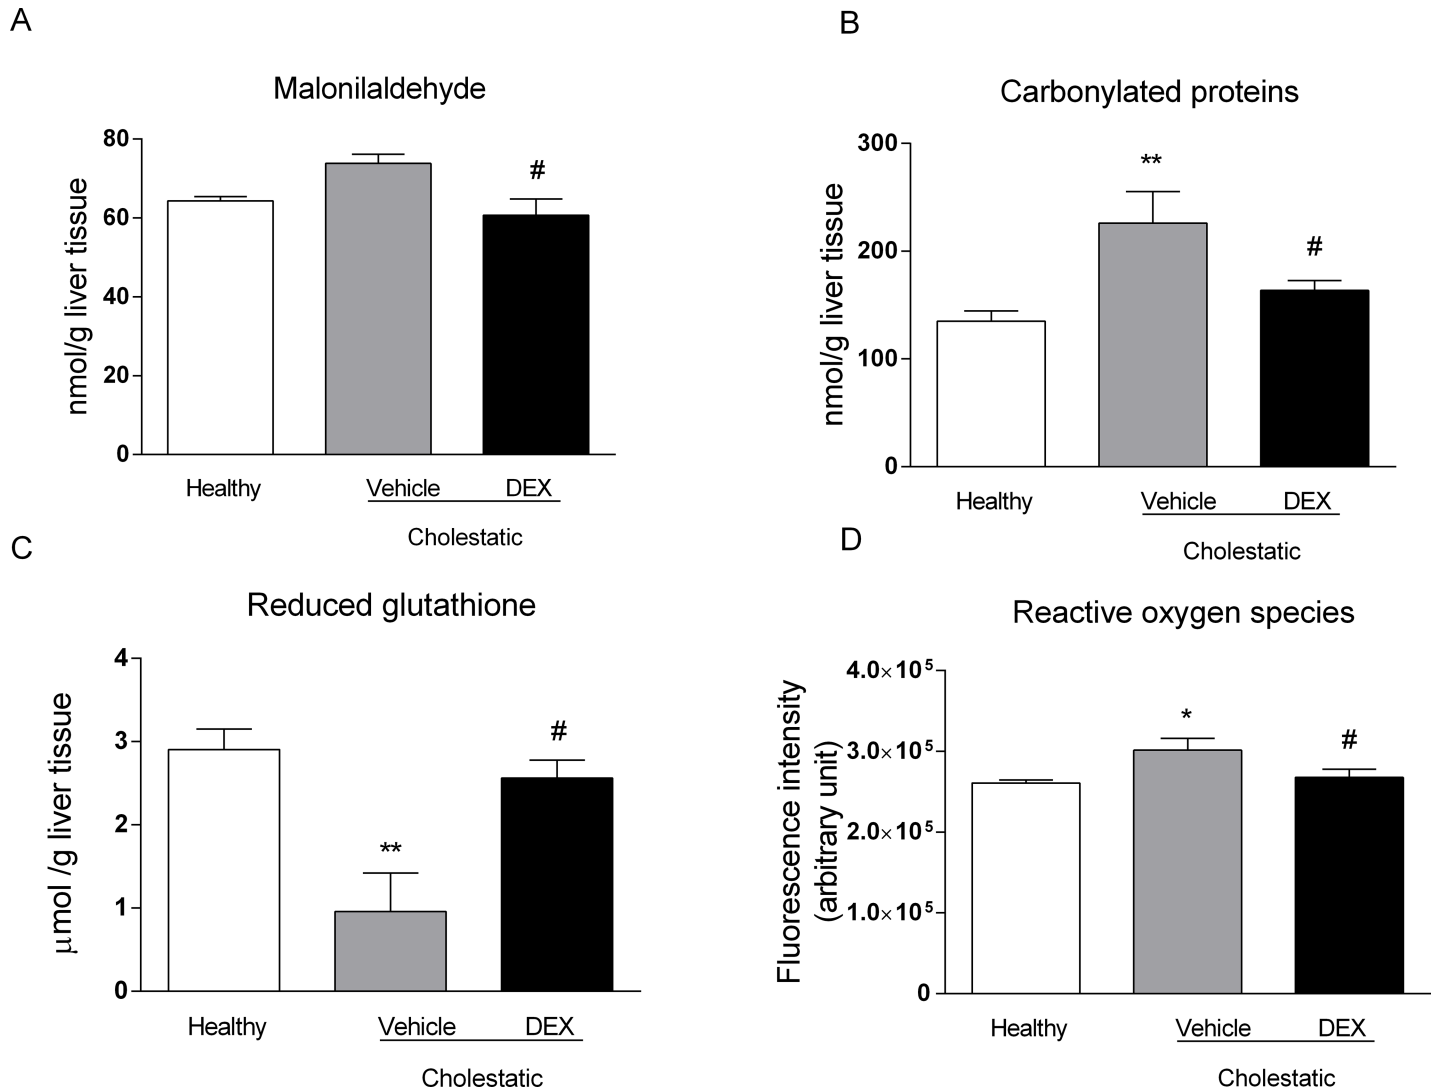 A
Malonilaldehyde
nmol/g liver tissue
80
60
40
20
0
#
Healthy
Vehicle
DEX
Cholestatic
B
Carbonylated proteins
nmol/g liver tissue
300
200
100
0
**
#
Healthy
Vehicle
DEX
Cholestatic
C
Reduced glutathione
μmol /g liver tissue
4
3
2
1
0
**
#
Healthy
Vehicle
DEX
Cholestatic
D
Reactive oxygen species
Fluorescence intensity
(arbitrary unit)
4.0×10⁵
3.0×10⁵
2.0×10⁵
1.0×10⁵
0
*
#
Healthy
Vehicle
DEX
Cholestatic